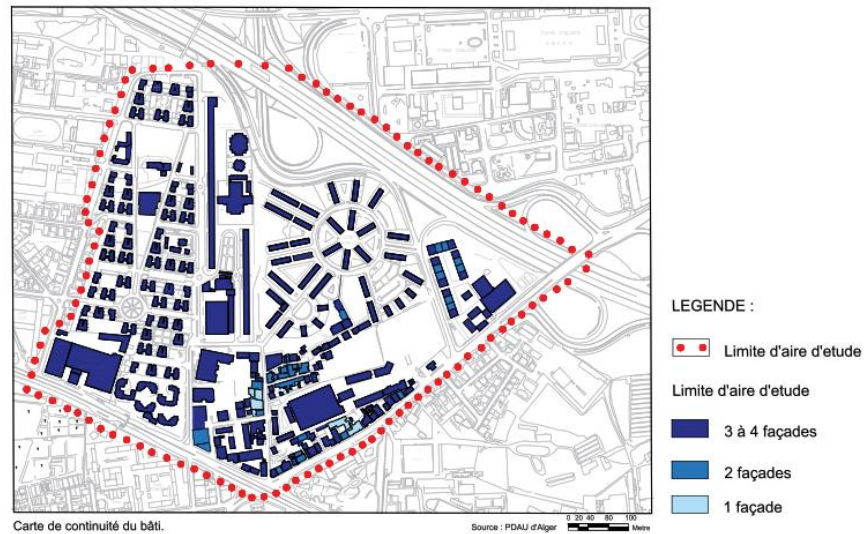 LEGENDE :
Limite d'aire d'etude
Limite d'aire d'etude
3 à 4 façades
2 façades
1 façade
Carte de continuité du bâti.
Source : PDAU d'Alger
0 20 40 60 100
Metre